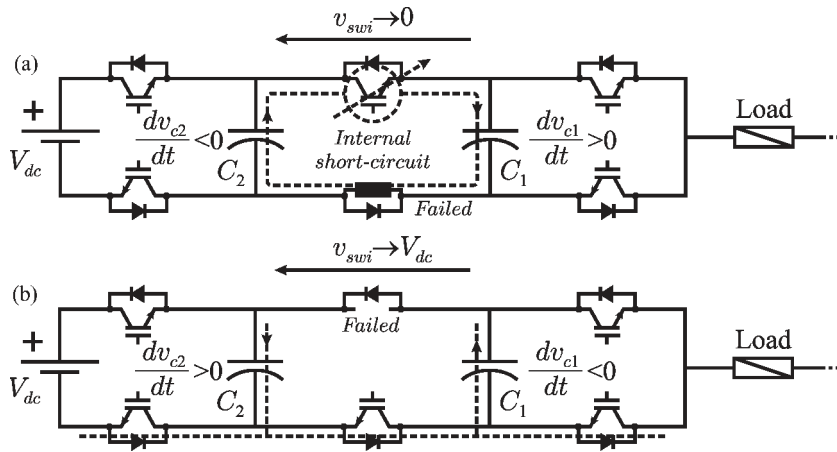 v_swi→0
(a)
+
V_dc
dv_c2/dt <0
C_2
Internal
short-circuit
C_1
dv_c1/dt >0
Load
Failed
v_swi→V_dc
(b)
+
V_dc
Failed
dv_c2/dt >0
C_2
C_1
dv_c1/dt <0
Load